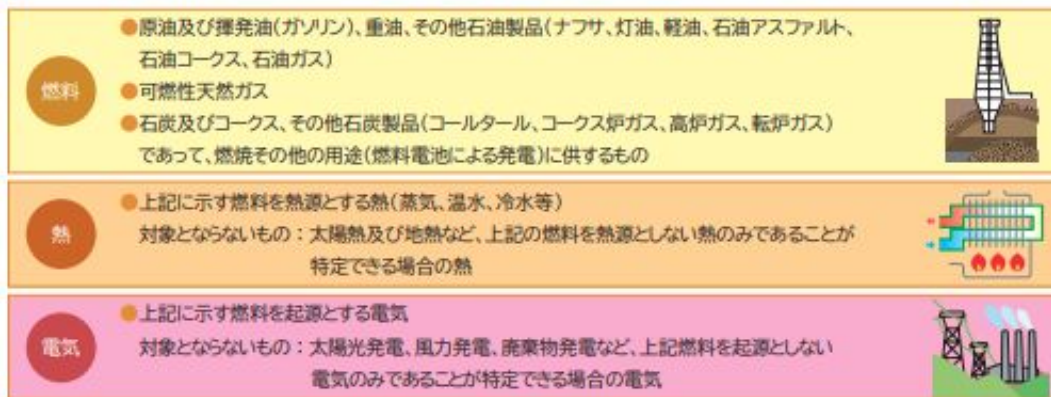 燃料
●原油及び揮発油(ガソリン)、重油、その他石油製品(ナフサ、灯油、軽油、石油アスファルト、
石油コークス、石油ガス)
●可燃性天然ガス
●石炭及びコークス、その他石炭製品(コールタール、コークス炉ガス、高炉ガス、転炉ガス)
であって、燃焼その他の用途(燃料電池による発電)に供するもの
熱
●上記に示す燃料を熱源とする熱(蒸気、温水、冷水等)
対象とならないもの：太陽熱及び地熱など、上記の燃料を熱源としない熱のみであることが
特定できる場合の熱
電気
●上記に示す燃料を起源とする電気
対象とならないもの：太陽光発電、風力発電、廃棄物発電など、上記燃料を起源としない
電気のみであることが特定できる場合の電気